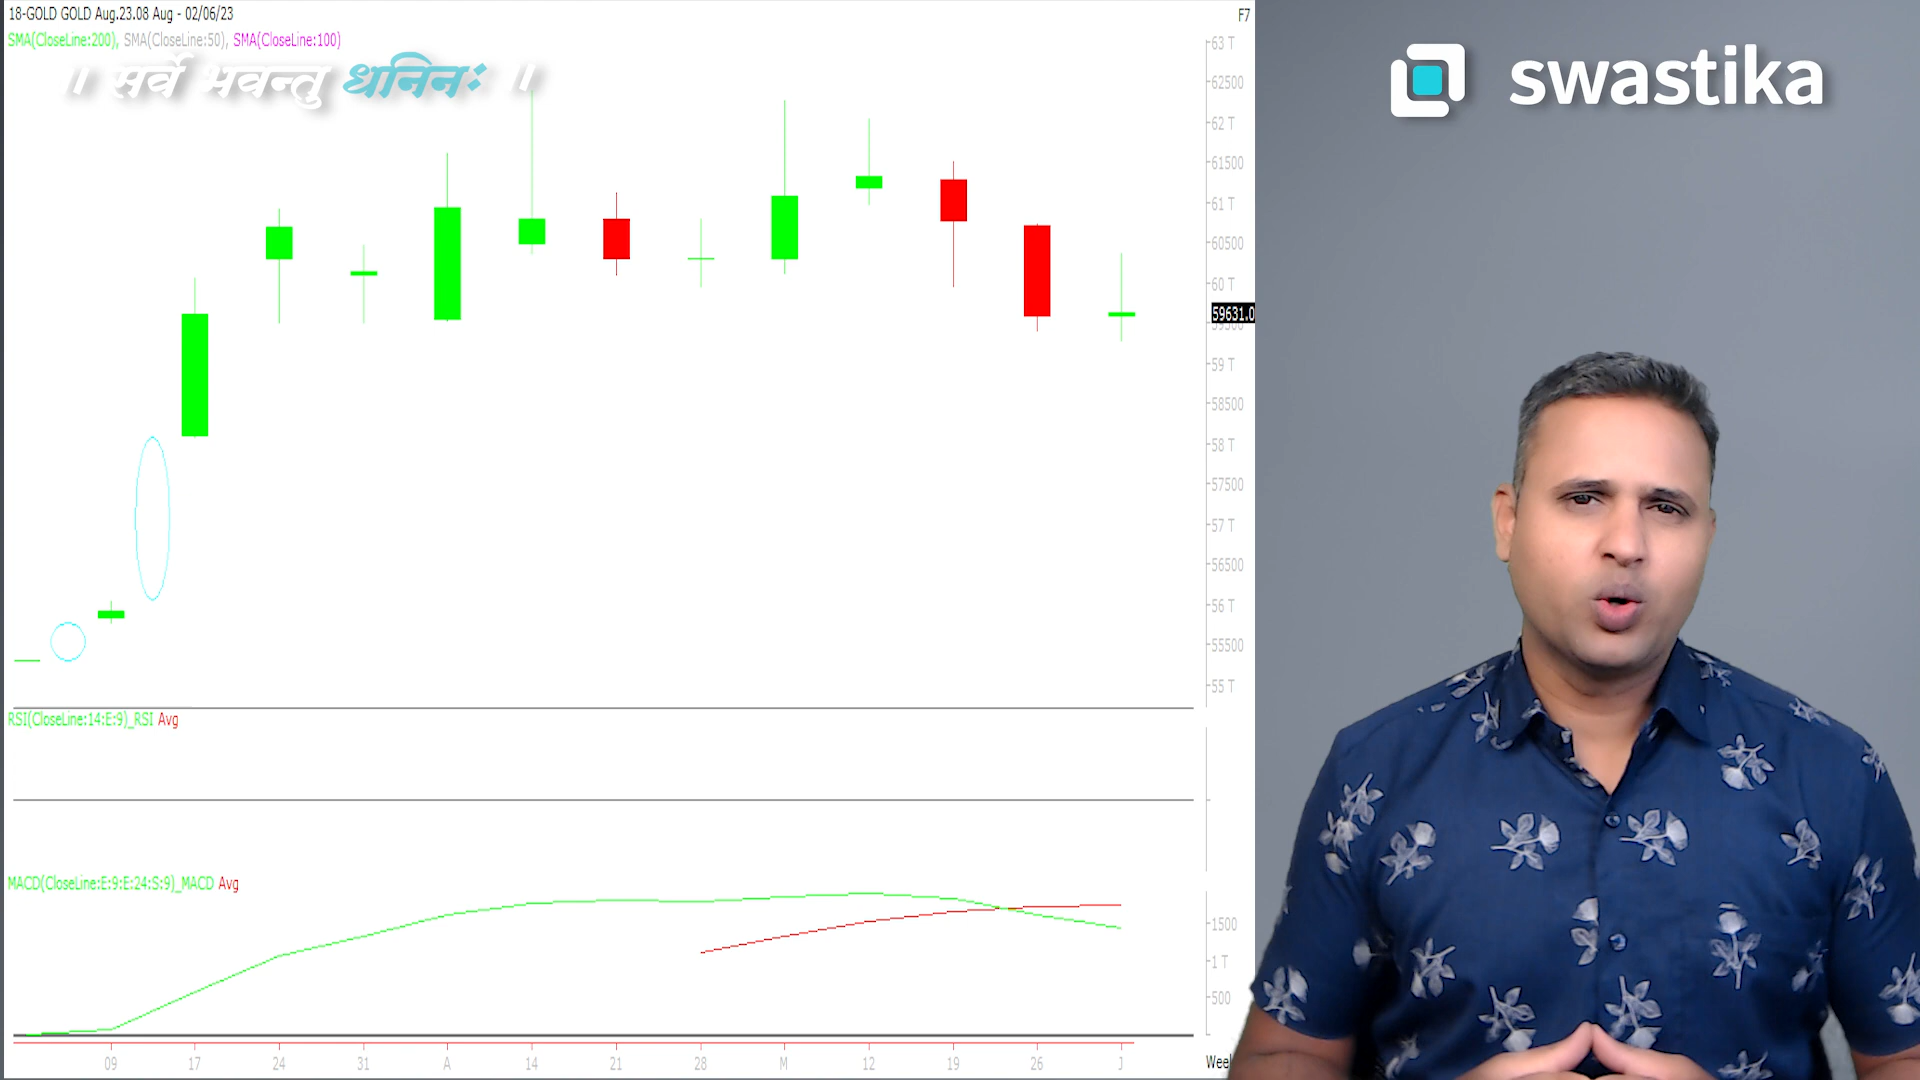 18-GOLD GOLD Aug.23.08 Aug - 02/06/23
F7
SMA(CloseLine:200), SMA(CloseLine:50), SMA(CloseLine:100)
। सर्वे भवन्तु धनिनः ।
swastika
63 T
62500
62 T
61500
61 T
60500
60 T
59631.0
59 T
58500
58 T
57500
57 T
56500
56 T
55500
55 T
RSI(CloseLine:14:E:9)_RSI Avg
MACD(CloseLine:E:9:E:24:S:9)_MACD Avg
1500
1 T
500
09 17 24 31 A 14 21 28 M 12 19 26 J